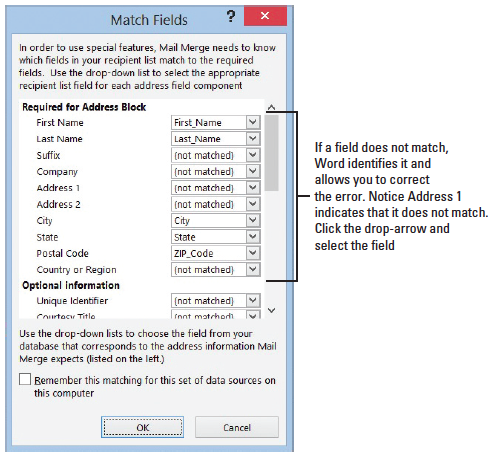 Match Fields
?
In order to use special features, Mail Merge needs to know
which fields in your recipient list match to the required
fields. Use the drop-down list to select the appropriate
recipient list field for each address field component
Required for Address Block
First Name First_Name
Last Name Last_Name
Suffix (not matched)
Company (not matched)
Address 1 (not matched)
Address 2 (not matched)
City City
State State
Postal Code ZIP_Code
Country or Region (not matched)
Optional information
Unique Identifier (not matched)
Courtesy Title (not matched)
Use the drop-down lists to choose the field from your
database that corresponds to the address information Mail
Merge expects (listed on the left.)
Remember this matching for this set of data sources on
this computer
OK Cancel
If a field does not match,
Word identifies it and
allows you to correct
the error. Notice Address 1
indicates that it does not match.
Click the drop-arrow and
select the field